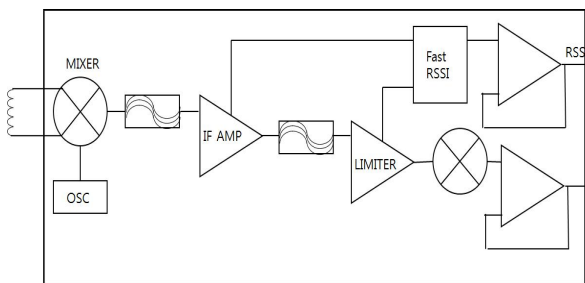 MIXER
Fast
RSSI
RSS
IF AMP
LIMITER
OSC